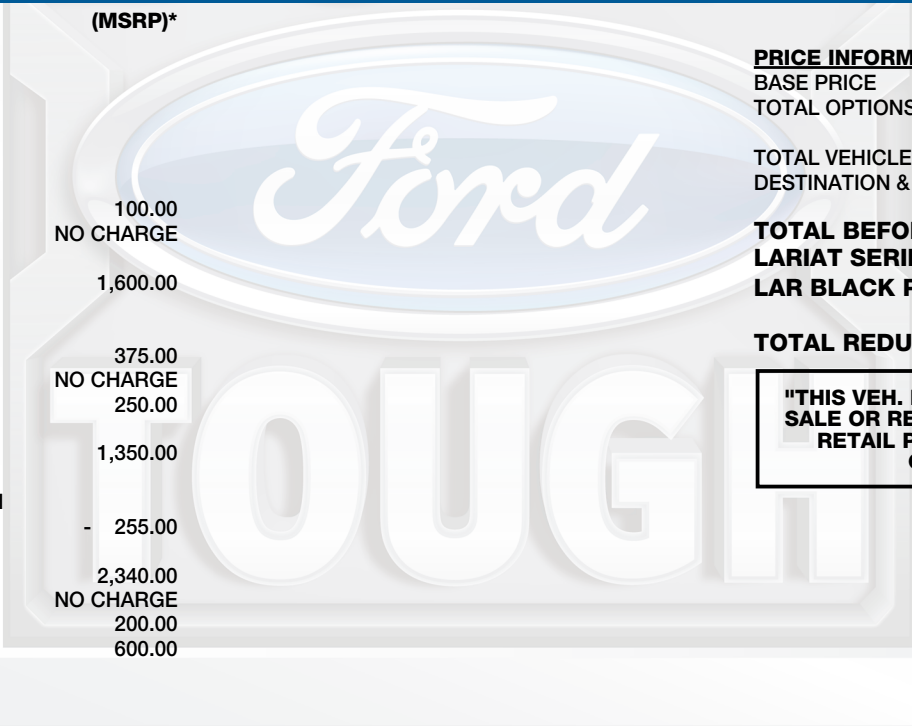 (MSRP)*
100.00
NO CHARGE
1,600.00
375.00
NO CHARGE
250.00
1,350.00
- 255.00
2,340.00
NO CHARGE
200.00
600.00
PRICE INFORM
BASE PRICE
TOTAL OPTIONS
TOTAL VEHICLE
DESTINATION &
TOTAL BEFO
LARIAT SERI
LAR BLACK
TOTAL REDU
"THIS VEH.
SALE OR RE
RETAIL
Ford
TOUGH